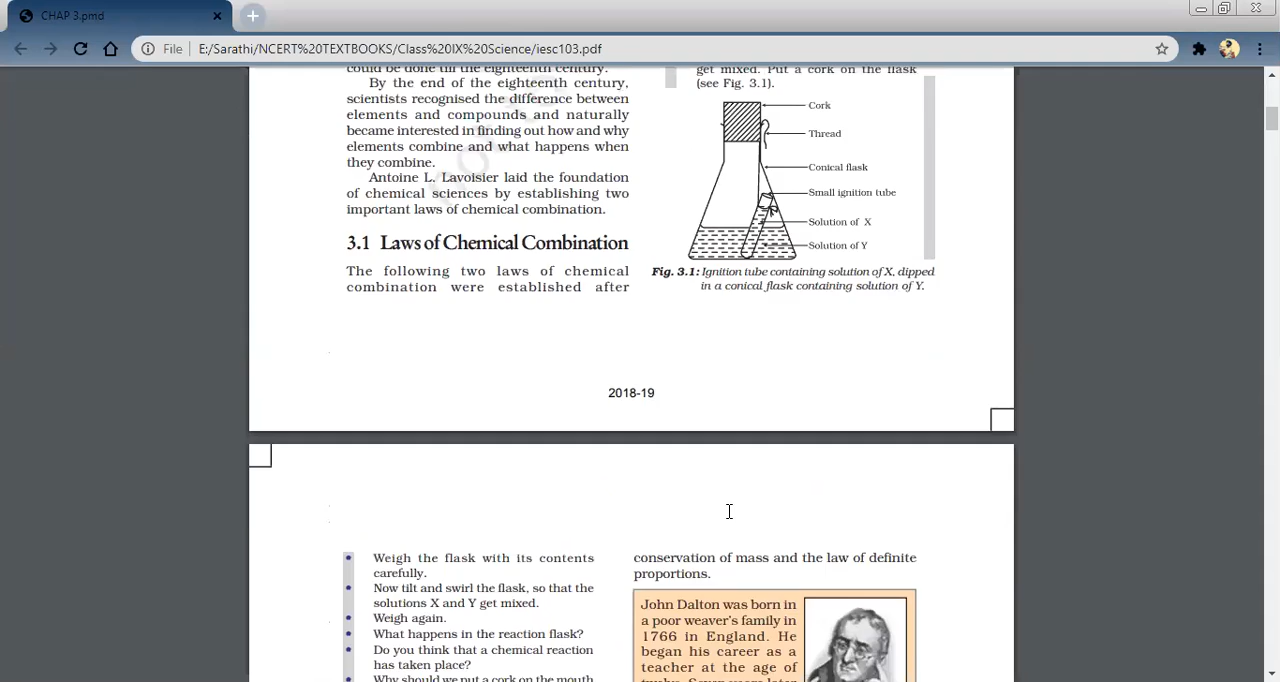 CHAP 3.pmd
File
E:/Sarathi/NCERT%20TEXTBOOKS/Class%20IX%20Science/iesc103.pdf
could be done till the eighteenth century.
By the end of the eighteenth century,
scientists recognised the difference between
elements and compounds and naturally
became interested in finding out how and why
elements combine and what happens when
they combine.
Antoine L. Lavoisier laid the foundation
of chemical sciences by establishing two
important laws of chemical combination.
3.1 Laws of Chemical Combination
The following two laws of chemical
combination were established after
get mixed. Put a cork on the flask
(see Fig. 3.1).
Cork
Thread
Conical flask
Small ignition tube
Solution of X
Solution of Y
Fig. 3.1: Ignition tube containing solution of X, dipped
in a conical flask containing solution of Y.
2018-19
• Weigh the flask with its contents
carefully.
• Now tilt and swirl the flask, so that the
solutions X and Y get mixed.
• Weigh again.
• What happens in the reaction flask?
• Do you think that a chemical reaction
has taken place?
• Why should we put a cork on the mouth
conservation of mass and the law of definite
proportions.
John Dalton was born in
a poor weaver's family in
1766 in England. He
began his career as a
teacher at the age of